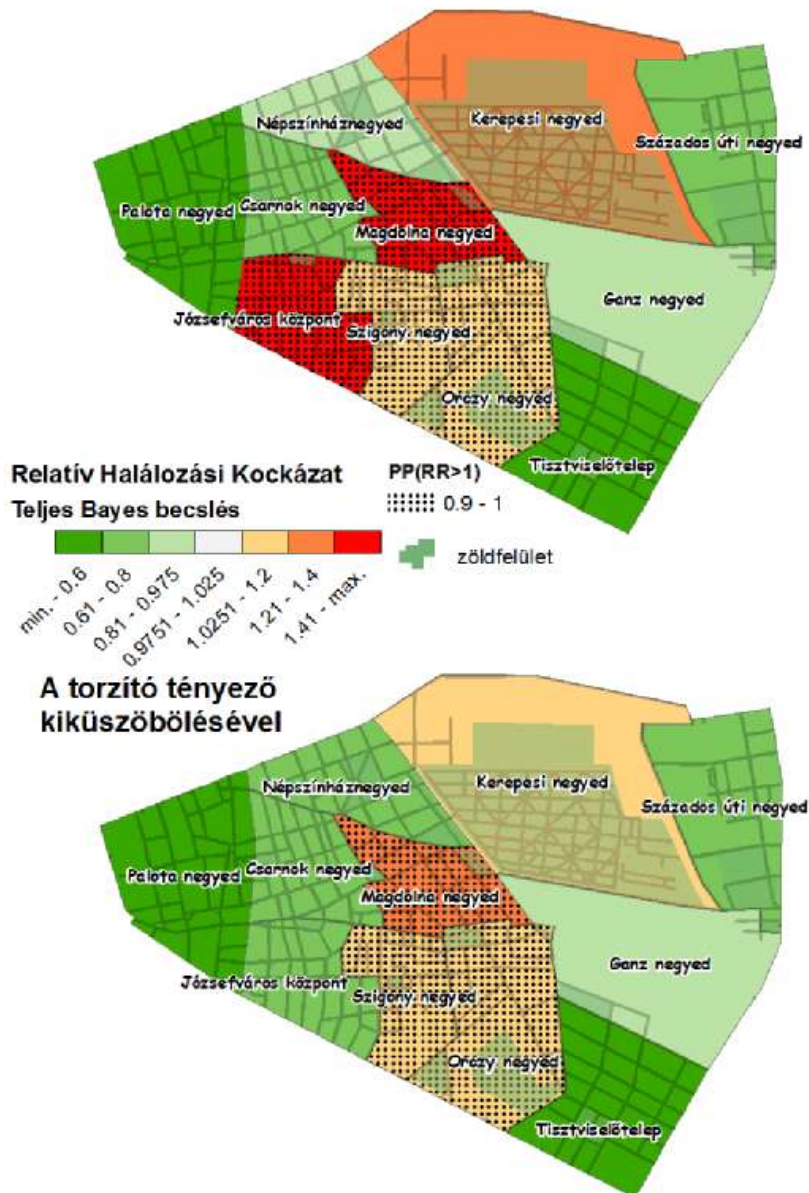 Népszínháznegyed
Kerepesi negyed
Százados úti negyed
Palota negyed
Csarnok negyed
Magdolna negyed
Ganz negyed
Józsefváros központ
Szigony negyed
Orczy negyed
Tisztviselőtelep
Relatív Halálozási Kockázat
Teljes Bayes becslés
min. - 0.6
0.61 - 0.8
0.81 - 0.975
0.9751 - 1.025
1.0251 - 1.2
1.21 - 1.4
1.41 - max.
PP(RR>1)
0.9 - 1
zöldfelület
A torzító tényező
kiküszöbölésével
Népszínháznegyed
Kerepesi negyed
Százados úti negyed
Palota negyed
Csarnok negyed
Magdolna negyed
Ganz negyed
Józsefváros központ
Szigony negyed
Orczy negyed
Tisztviselőtelep